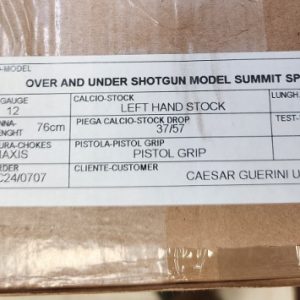 O-MODEL
OVER AND UNDER SHOTGUN MODEL SUMMIT SP
GAUGE
12
CALCIO-STOCK
LEFT HAND STOCK
LUNGH
NNA-
ENGHT 76cm
PIEGA CALCIO-STOCK DROP
37/57
TEST-
URA-CHOKES
MAXIS
PISTOLA-PISTOL GRIP
PISTOL GRIP
RDER
C24/0707
CLIENTE-CUSTOMER
CAESAR GUERINI U